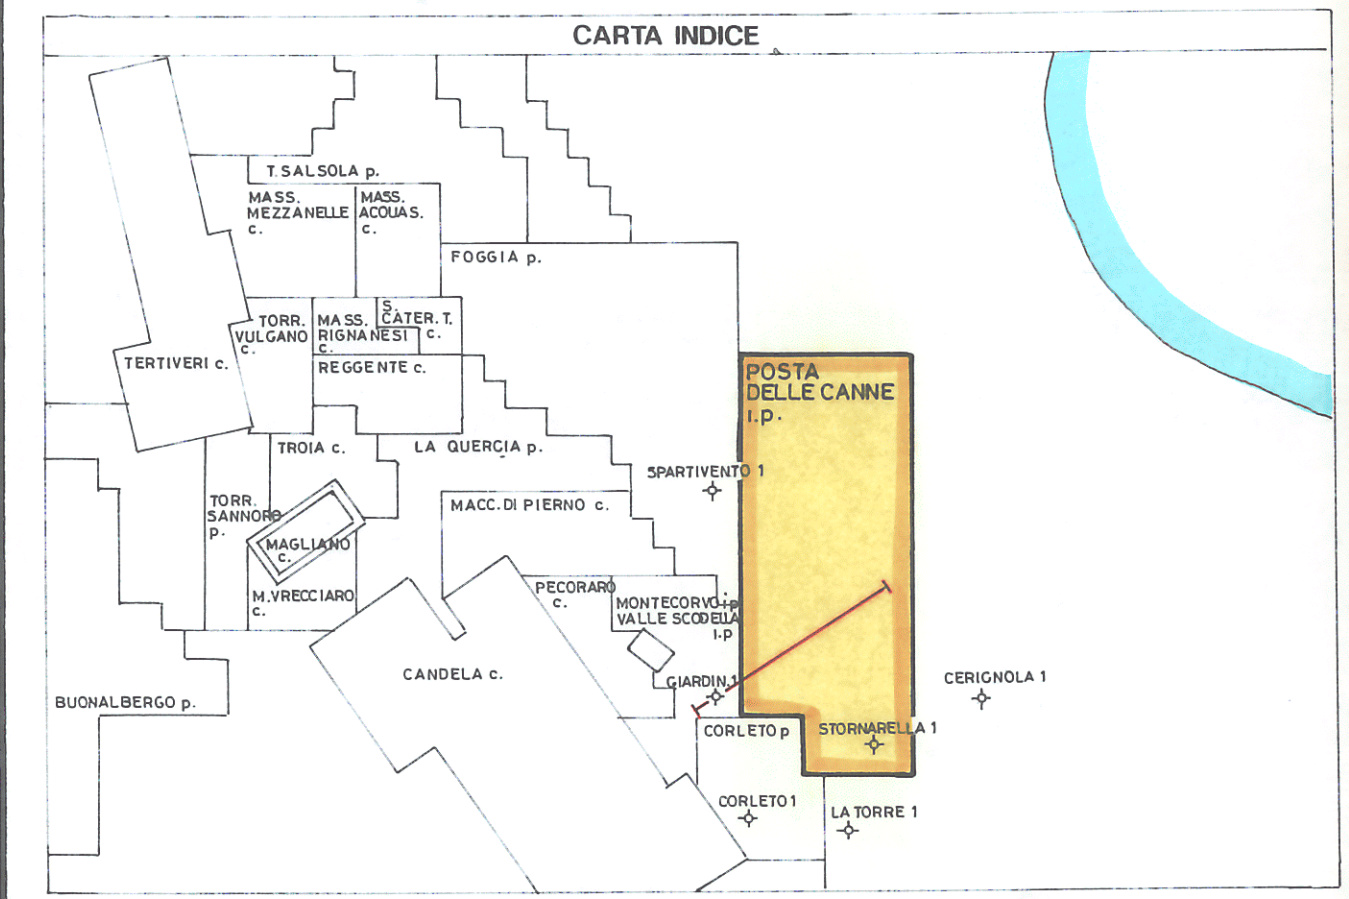 CARTA INDICE
T. SALSOLA p.
MASS.
MEZZANELLE
c.
MASS.
ACQUAS.
c.
FOGGIA p.
TORR.
VULGANO
c.
MASS.
RIGNANESI
c.
S.
CATER. T.
c.
TERTIVERI c.
REGGENTE c.
POSTA
DELLE CANNE
i.p.
TROIA c.
LA QUERCIA p.
SPARTIVENTO 1
TORR.
SANNORO
p.
MACC. DI PIERNO c.
MAGLIANO
c.
M. VRECCIARO
c.
PECORARO
c.
MONTECORVO i p
VALLE SCODELLA
i.p
CANDELA c.
GIARDIN. 1
CERIGNOLA 1
BUONALBERGO p.
CORLETO p
STORNARELLA 1
CORLETO 1
LA TORRE 1